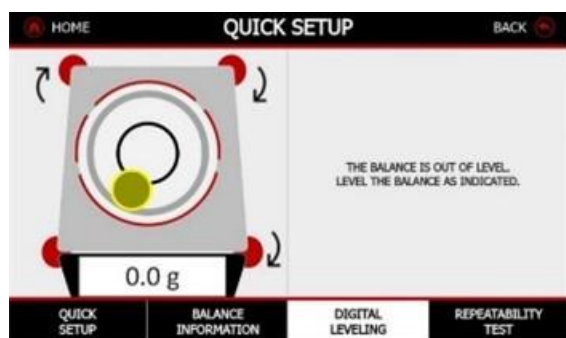 HOME
QUICK SETUP
BACK
THE BALANCE IS OUT OF LEVEL.
LEVEL THE BALANCE AS INDICATED.
0.0 g
QUICK
SETUP
BALANCE
INFORMATION
DIGITAL
LEVELING
REPEATABILITY
TEST